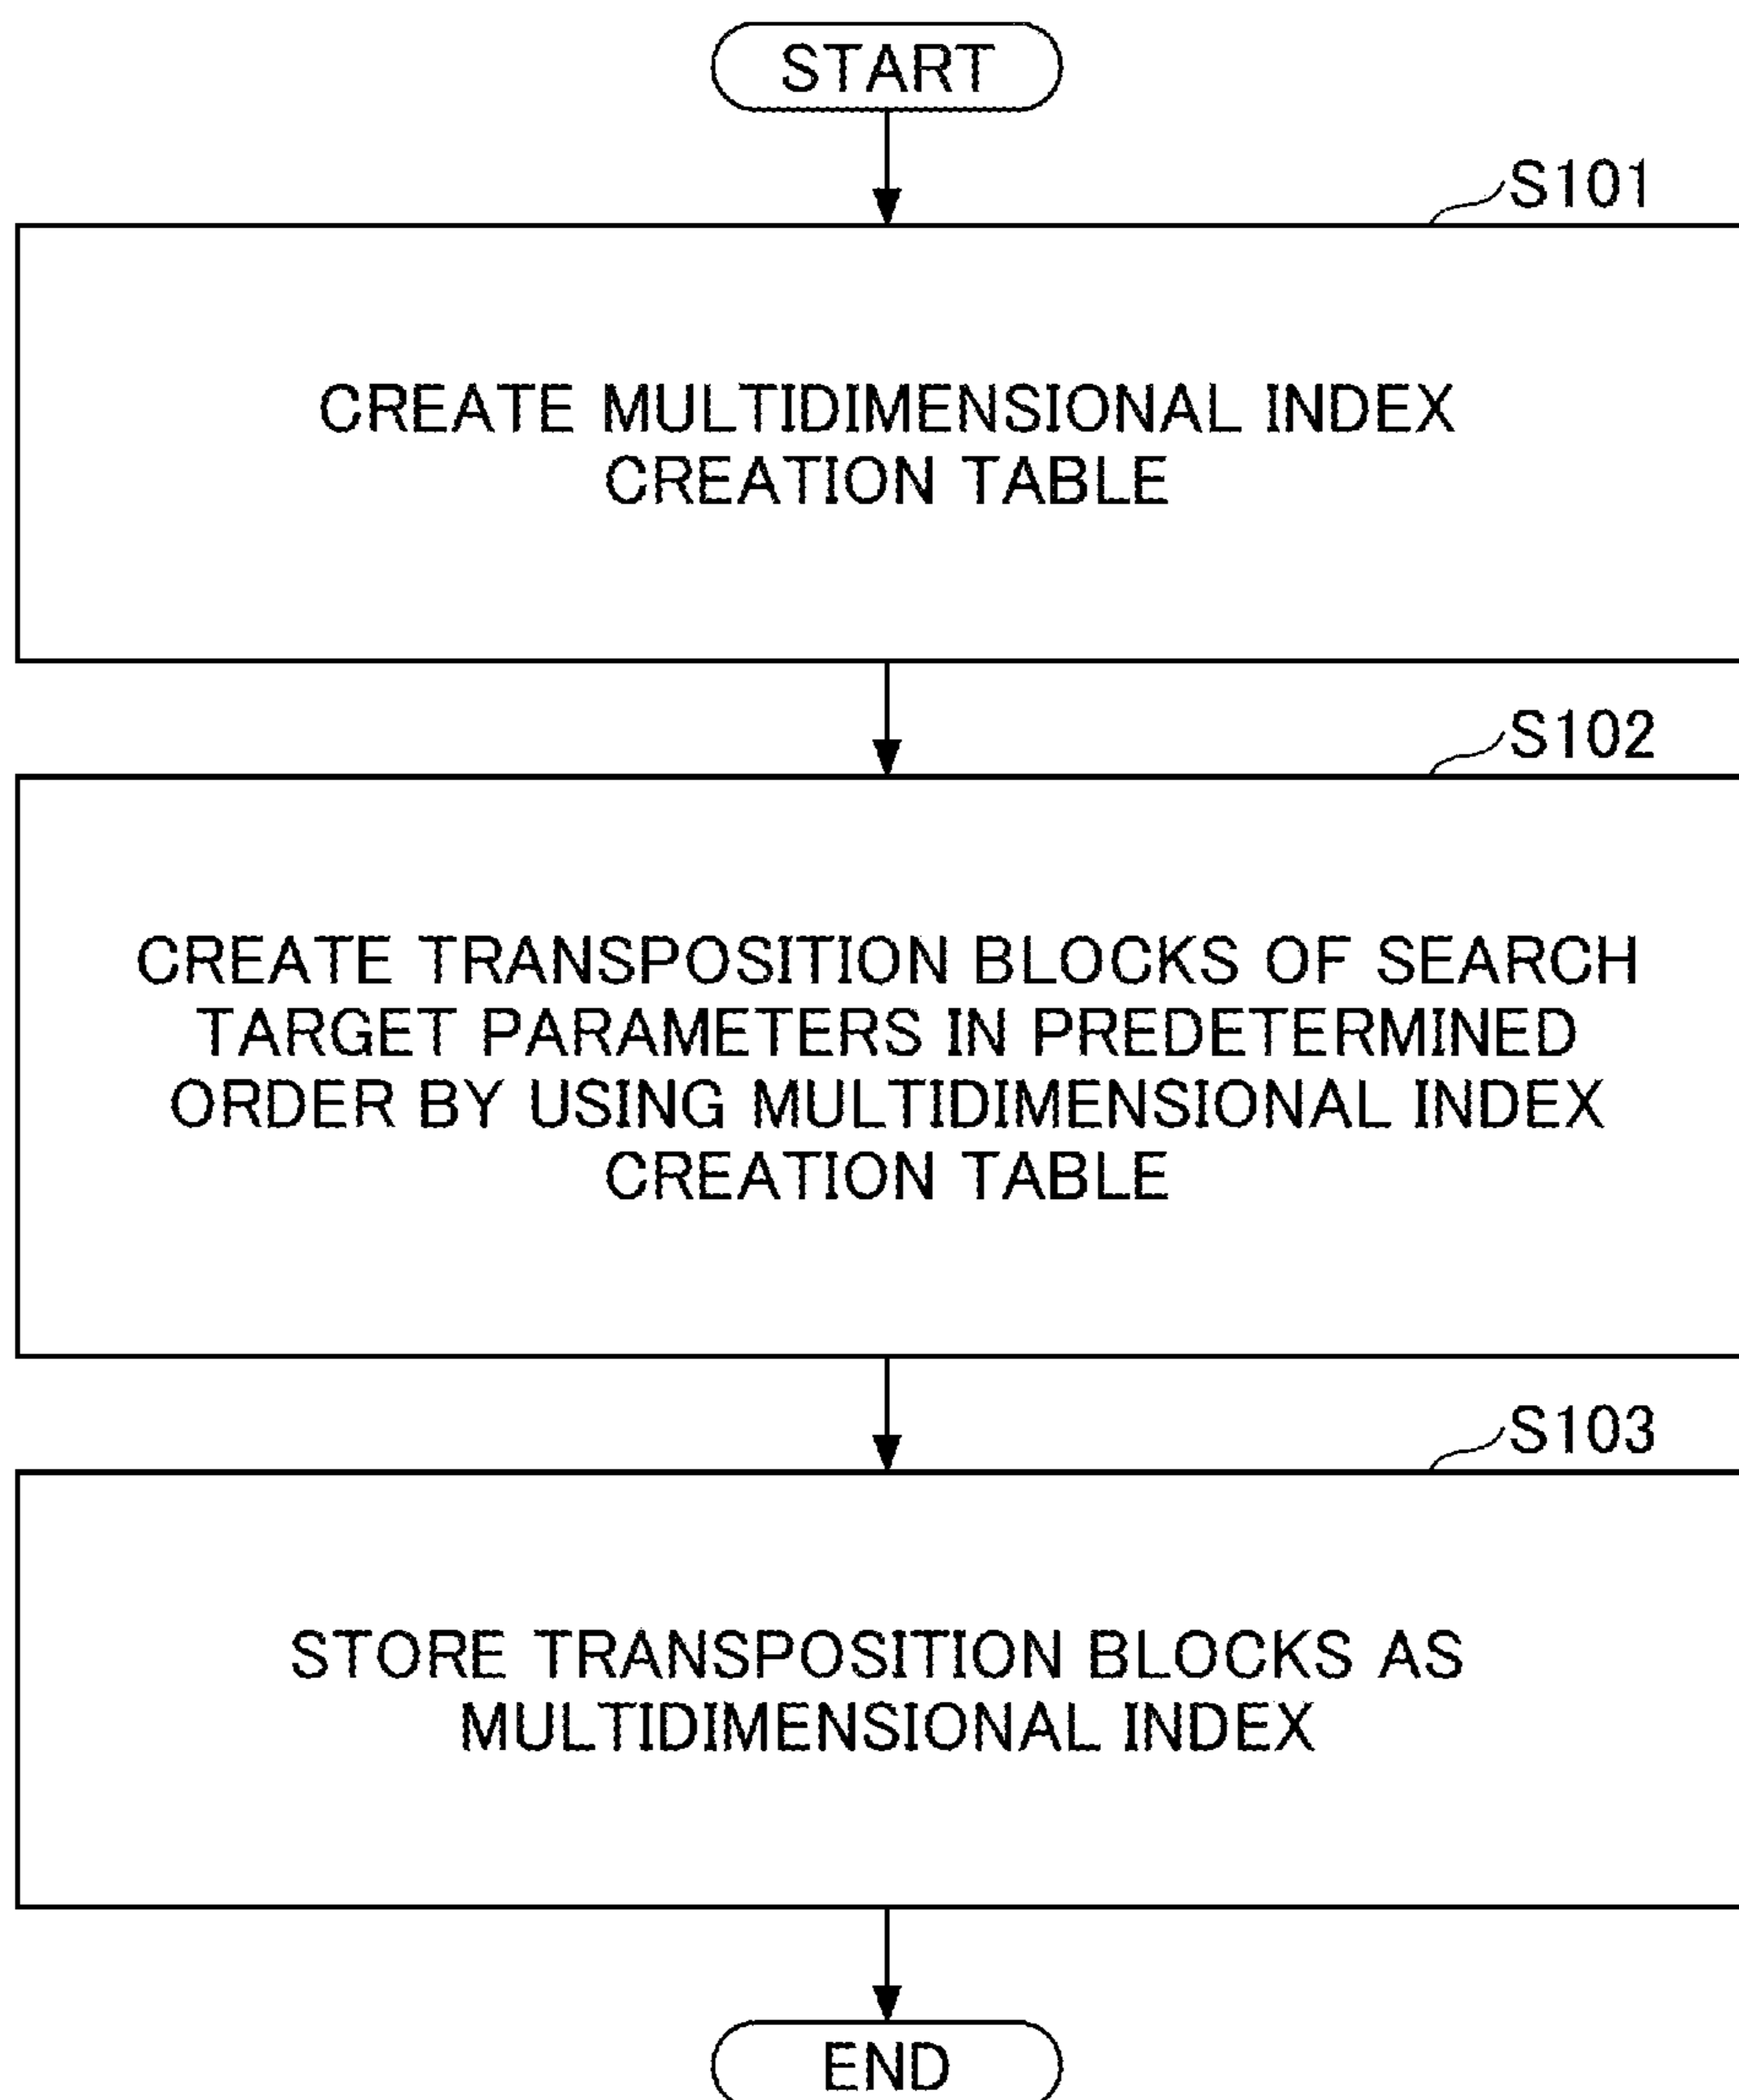 START
S101
CREATE MULTIDIMENSIONAL INDEX
CREATION TABLE
S102
CREATE TRANSPOSITION BLOCKS OF SEARCH
TARGET PARAMETERS IN PREDETERMINED
ORDER BY USING MULTIDIMENSIONAL INDEX
CREATION TABLE
S103
STORE TRANSPOSITION BLOCKS AS
MULTIDIMENSIONAL INDEX
END